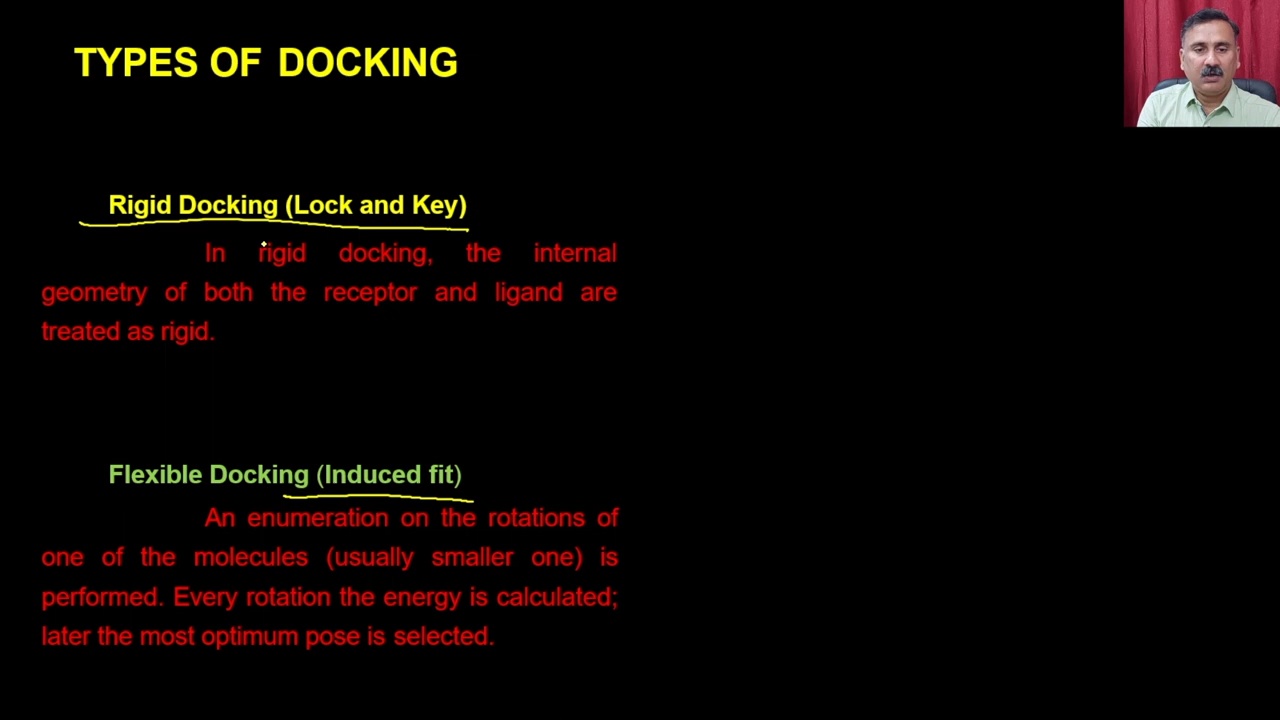 TYPES OF DOCKING
Rigid Docking (Lock and Key)
In rigid docking, the internal
geometry of both the receptor and ligand are
treated as rigid.
Flexible Docking (Induced fit)
An enumeration on the rotations of
one of the molecules (usually smaller one) is
performed. Every rotation the energy is calculated;
later the most optimum pose is selected.